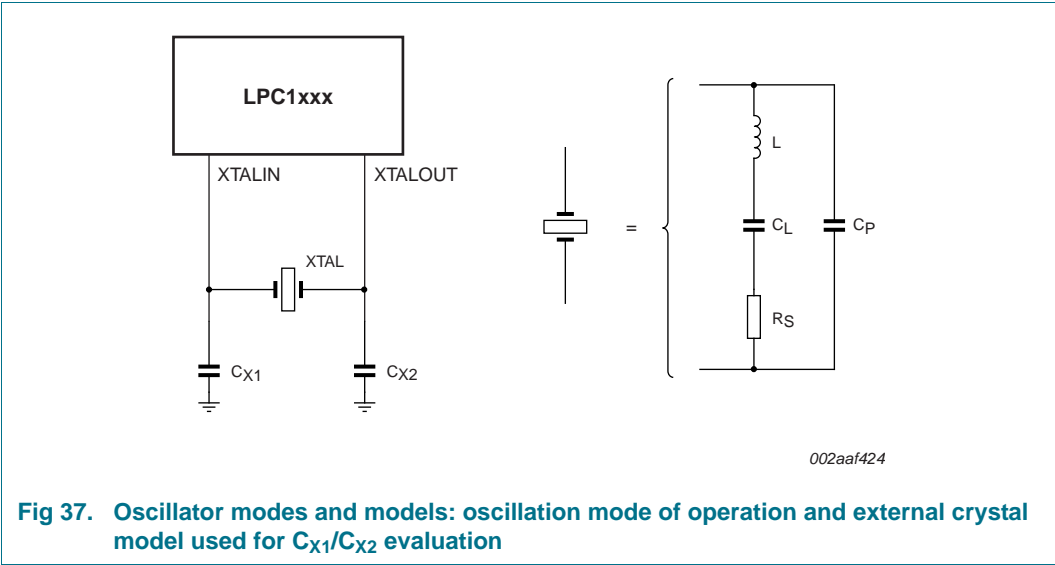 LPC1xxx
XTALIN
XTALOUT
XTAL
CX1
CX2
=
L
CL
CP
RS
002aaf424
Fig 37. Oscillator modes and models: oscillation mode of operation and external crystal
model used for CX1/CX2 evaluation